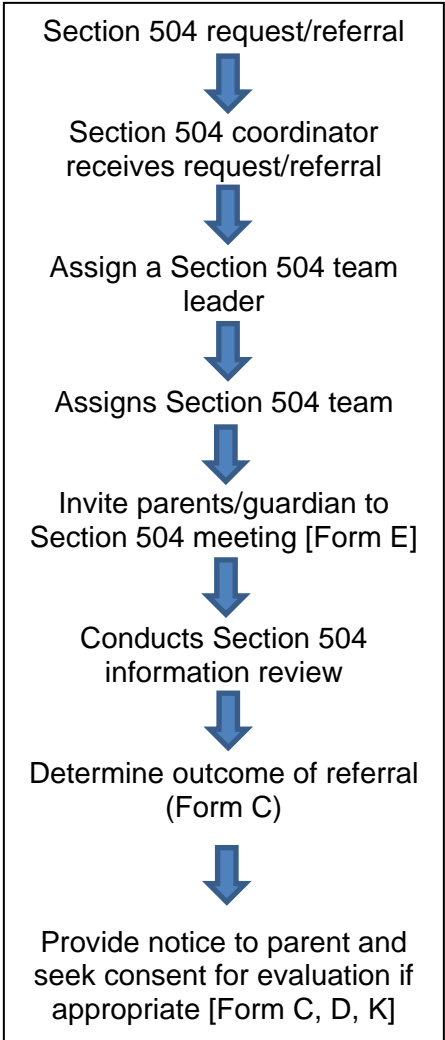 Section 504 request/referral
Section 504 coordinator
receives request/referral
Assign a Section 504 team
leader
Assigns Section 504 team
Invite parents/guardian to
Section 504 meeting [Form E]
Conducts Section 504
information review
Determine outcome of referral
(Form C)
Provide notice to parent and
seek consent for evaluation if
appropriate [Form C, D, K]